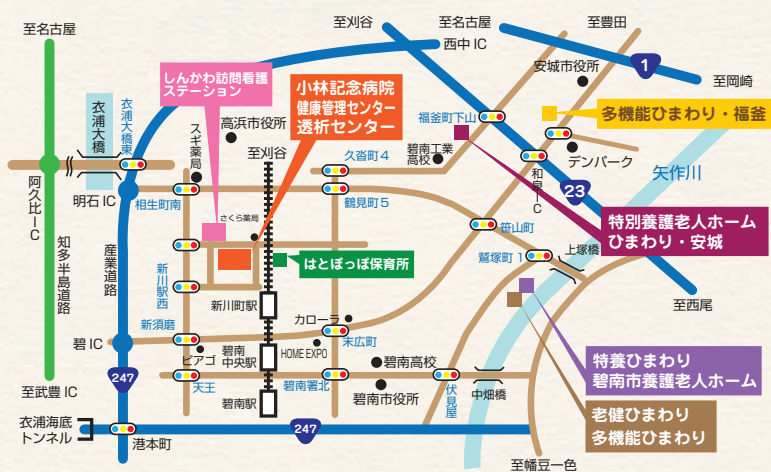 至名古屋
至刈谷
至名古屋
至豊田
西中 IC
1
至岡崎
安城市役所
しんかわ訪問看護
ステーション
小林記念病院
健康管理センター
透析センター
衣浦大橋
衣浦大橋東
スギ薬局
高浜市役所
至刈谷
福釜町下山
多機能ひまわり・福釜
碧南工業
高校
久沓町4
デンパーク
和泉IC
矢作川
23
阿久比IC
明石 IC
相生町南
鶴見町5
さくら薬局
笹山町
特別養護老人ホーム
ひまわり・安城
知多半島道路
産業道路
新川駅西
はとぽっぽ保育所
鷲塚町 1
上塚橋
新川町駅
至西尾
カローラ
新須磨
末広町
碧 IC
ピアゴ
碧南
中央駅
HOME EXPO
碧南高校
特養ひまわり
碧南市養護老人ホーム
247
天王
碧南署北
碧南市役所
伏見屋
中畑橋
至武豊 IC
碧南駅
老健ひまわり
多機能ひまわり
衣浦海底
トンネル
港本町
247
至幡豆一色